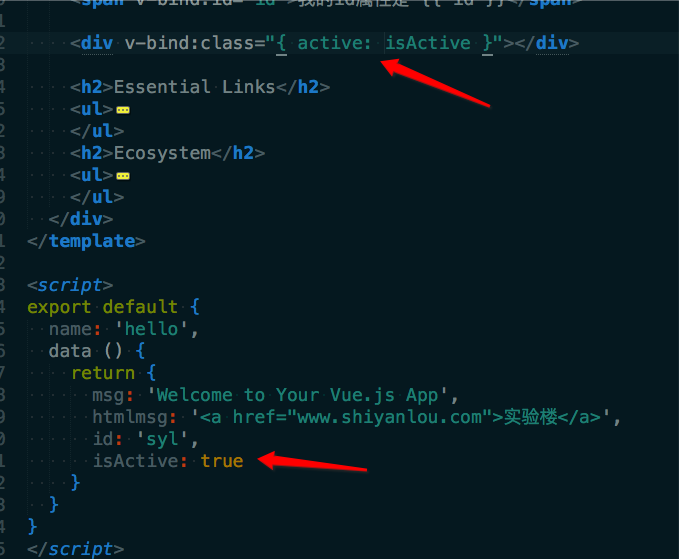 <span v-bind:id="id">我的id属性是 {{ id }}</span>
<div v-bind:class="{ active: isActive }"></div>
<h2>Essential Links</h2>
<ul>
</ul>
<h2>Ecosystem</h2>
<ul>
</ul>
</div>
</template>
<script>
export default {
name: 'hello',
data () {
return {
msg: 'Welcome to Your Vue.js App',
htmlmsg: '<a href="www.shiyanlou.com">实验楼</a>',
id: 'syl',
isActive: true
}
}
}
</script>